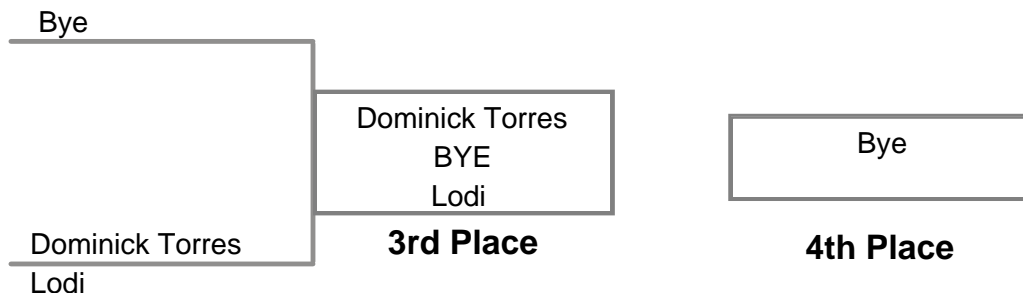 Bye
Dominick Torres
BYE
Lodi
3rd Place
Bye
4th Place
Dominick Torres
Lodi